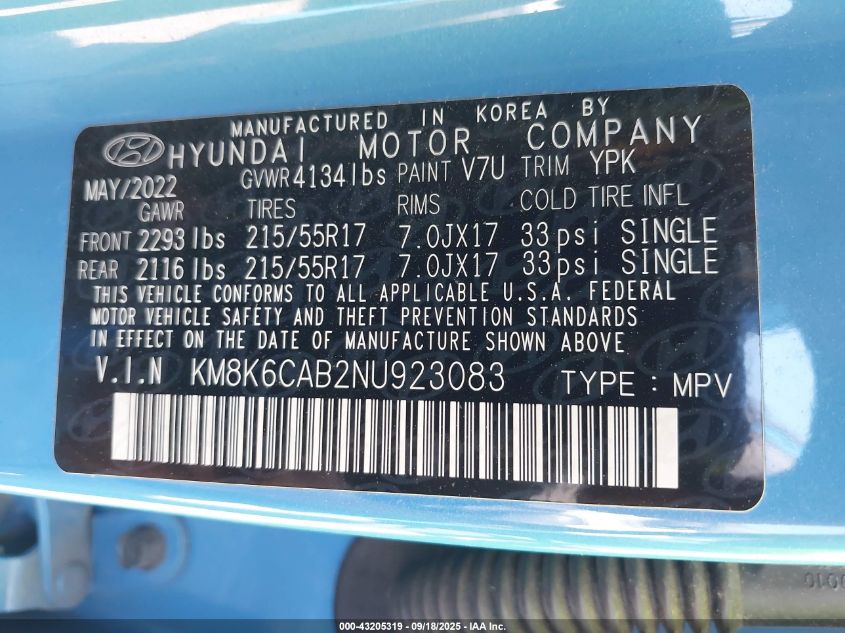 MANUFACTURED IN KOREA BY
HYUNDAI MOTOR COMPANY
MAY/2022 GVWR 4134lbs PAINT V7U TRIM YPK
GAWR TIRES RIMS COLD TIRE INFL
FRONT 2293 lbs 215/55R17 7.0JX17 33psi SINGLE
REAR 2116 lbs 215/55R17 7.0JX17 33psi SINGLE
THIS VEHICLE CONFORMS TO ALL APPLICABLE U.S.A. FEDERAL
MOTOR VEHICLE SAFETY AND THEFT PREVENTION STANDARDS
IN EFFECT ON THE DATE OF MANUFACTURE SHOWN ABOVE.
V.I.N KM8K6CAB2NU923083 TYPE : MPV
000-43205319 | 09/18/2025 | IAA Inc.